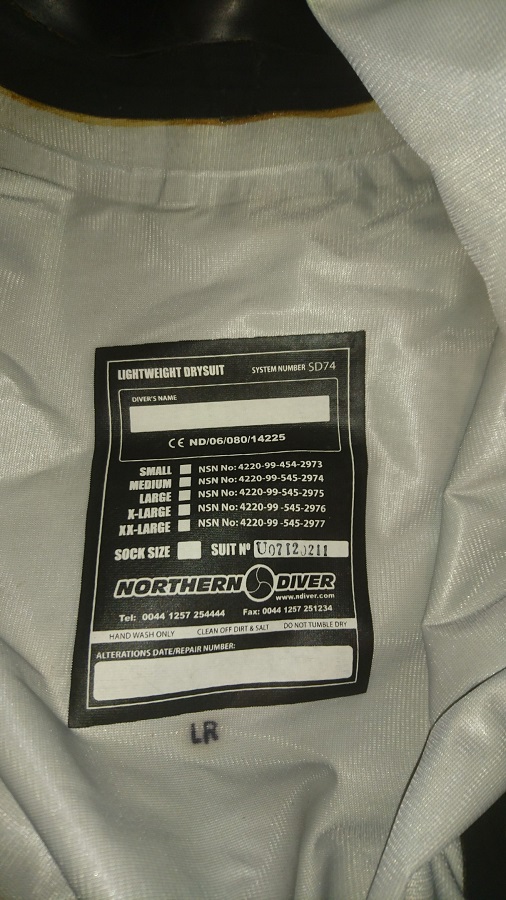 LIGHTWEIGHT DRYSUIT SYSTEM NUMBER SD74
DIVER'S NAME
CE ND/06/080/14225
SMALL NSN No: 4220-99-454-2973
MEDIUM NSN No: 4220-99-545-2974
LARGE NSN No: 4220-99-545-2975
X-LARGE NSN No: 4220-99-545-2976
XX-LARGE NSN No: 4220-99-545-2977
SOCK SIZE SUIT Nº
NORTHERN DIVER
www.ndiver.com
Tel: 0044 1257 254444 Fax: 0044 1257 251234
HAND WASH ONLY CLEAN OFF DIRT & SALT DO NOT TUMBLE DRY
ALTERATIONS DATE/REPAIR NUMBER:
LR